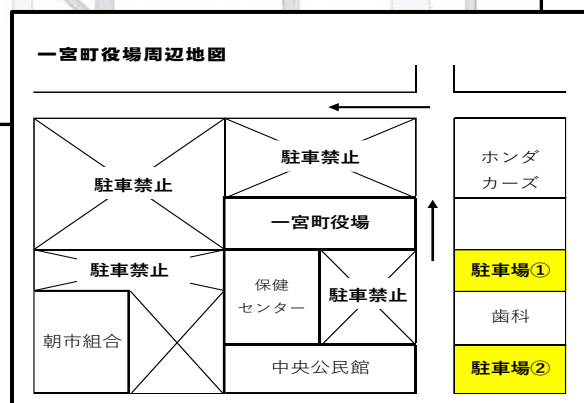 一宮町役場周辺地図
駐車禁止
駐車禁止
ホンダ
カーズ
一宮町役場
駐車禁止
保健
センター
駐車禁止
駐車場①
歯科
朝市組合
中央公民館
駐車場②